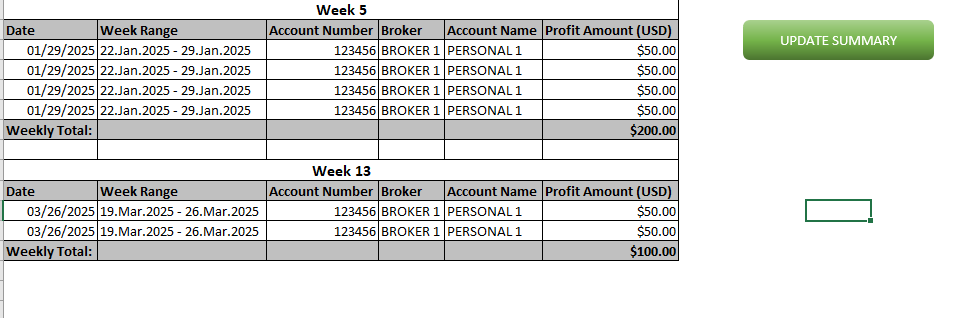 Week 5
Date Week Range Account Number Broker Account Name Profit Amount (USD)
01/29/2025 22.Jan.2025 - 29.Jan.2025 123456 BROKER 1 PERSONAL 1 $50.00
01/29/2025 22.Jan.2025 - 29.Jan.2025 123456 BROKER 1 PERSONAL 1 $50.00
01/29/2025 22.Jan.2025 - 29.Jan.2025 123456 BROKER 1 PERSONAL 1 $50.00
01/29/2025 22.Jan.2025 - 29.Jan.2025 123456 BROKER 1 PERSONAL 1 $50.00
Weekly Total: $200.00
Week 13
Date Week Range Account Number Broker Account Name Profit Amount (USD)
03/26/2025 19.Mar.2025 - 26.Mar.2025 123456 BROKER 1 PERSONAL 1 $50.00
03/26/2025 19.Mar.2025 - 26.Mar.2025 123456 BROKER 1 PERSONAL 1 $50.00
Weekly Total: $100.00
UPDATE SUMMARY